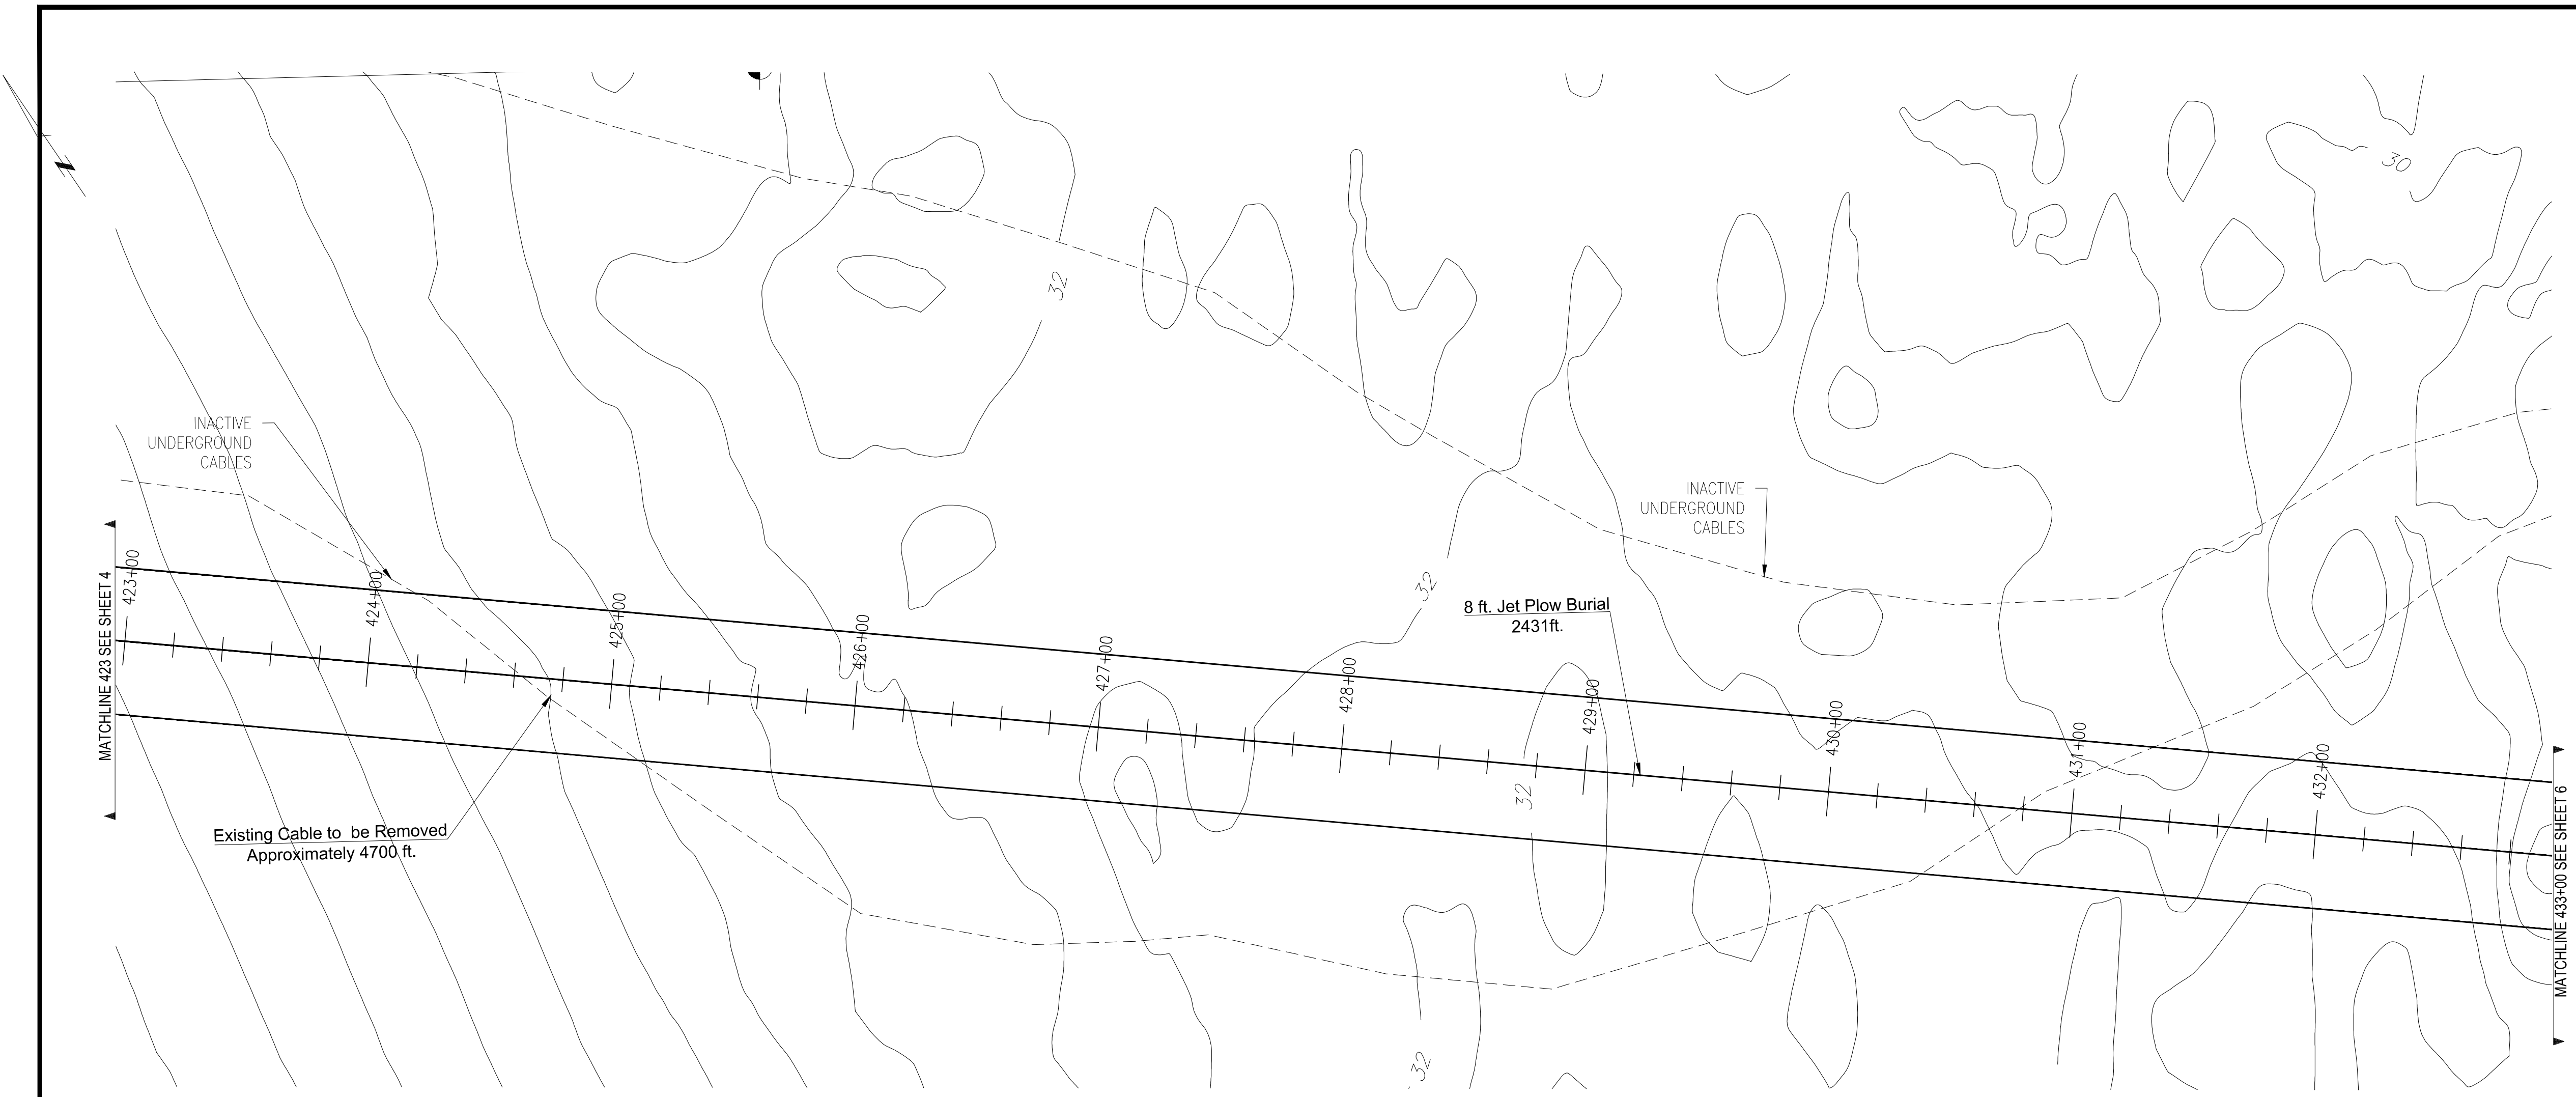 30
32
INACTIVE
UNDERGROUND
CABLES
INACTIVE
UNDERGROUND
CABLES
MATCHLINE 423 SEE SHEET 4
423+00
424+00
425+00
426+00
427+00
428+00
429+00
430+00
431+00
432+00
32
8 ft. Jet Plow Burial
2431ft.
32
Existing Cable to be Removed
Approximately 4700 ft.
MATCHLINE 433+00 SEE SHEET 6
32